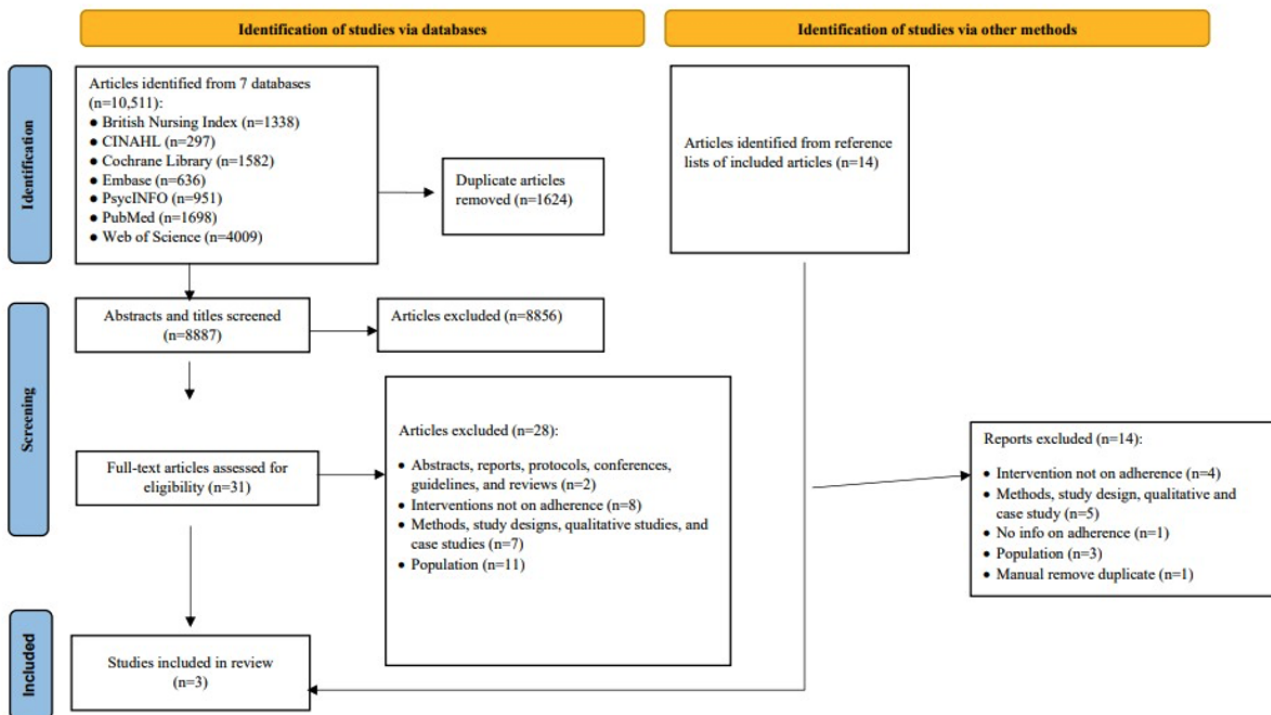 Identification of studies via databases
Identification of studies via other methods
Identification
Articles identified from 7 databases
(n=10,511):
● British Nursing Index (n=1338)
● CINAHL (n=297)
● Cochrane Library (n=1582)
● Embase (n=636)
● PsycINFO (n=951)
● PubMed (n=1698)
● Web of Science (n=4009)
Duplicate articles
removed (n=1624)
Articles identified from reference
lists of included articles (n=14)
Screening
Abstracts and titles screened
(n=8887)
Articles excluded (n=8856)
Full-text articles assessed for
eligibility (n=31)
Articles excluded (n=28):
● Abstracts, reports, protocols, conferences,
guidelines, and reviews (n=2)
● Interventions not on adherence (n=8)
● Methods, study designs, qualitative studies, and
case studies (n=7)
● Population (n=11)
Reports excluded (n=14):
● Intervention not on adherence (n=4)
● Methods, study design, qualitative and
case study (n=5)
● No info on adherence (n=1)
● Population (n=3)
● Manual remove duplicate (n=1)
Included
Studies included in review
(n=3)